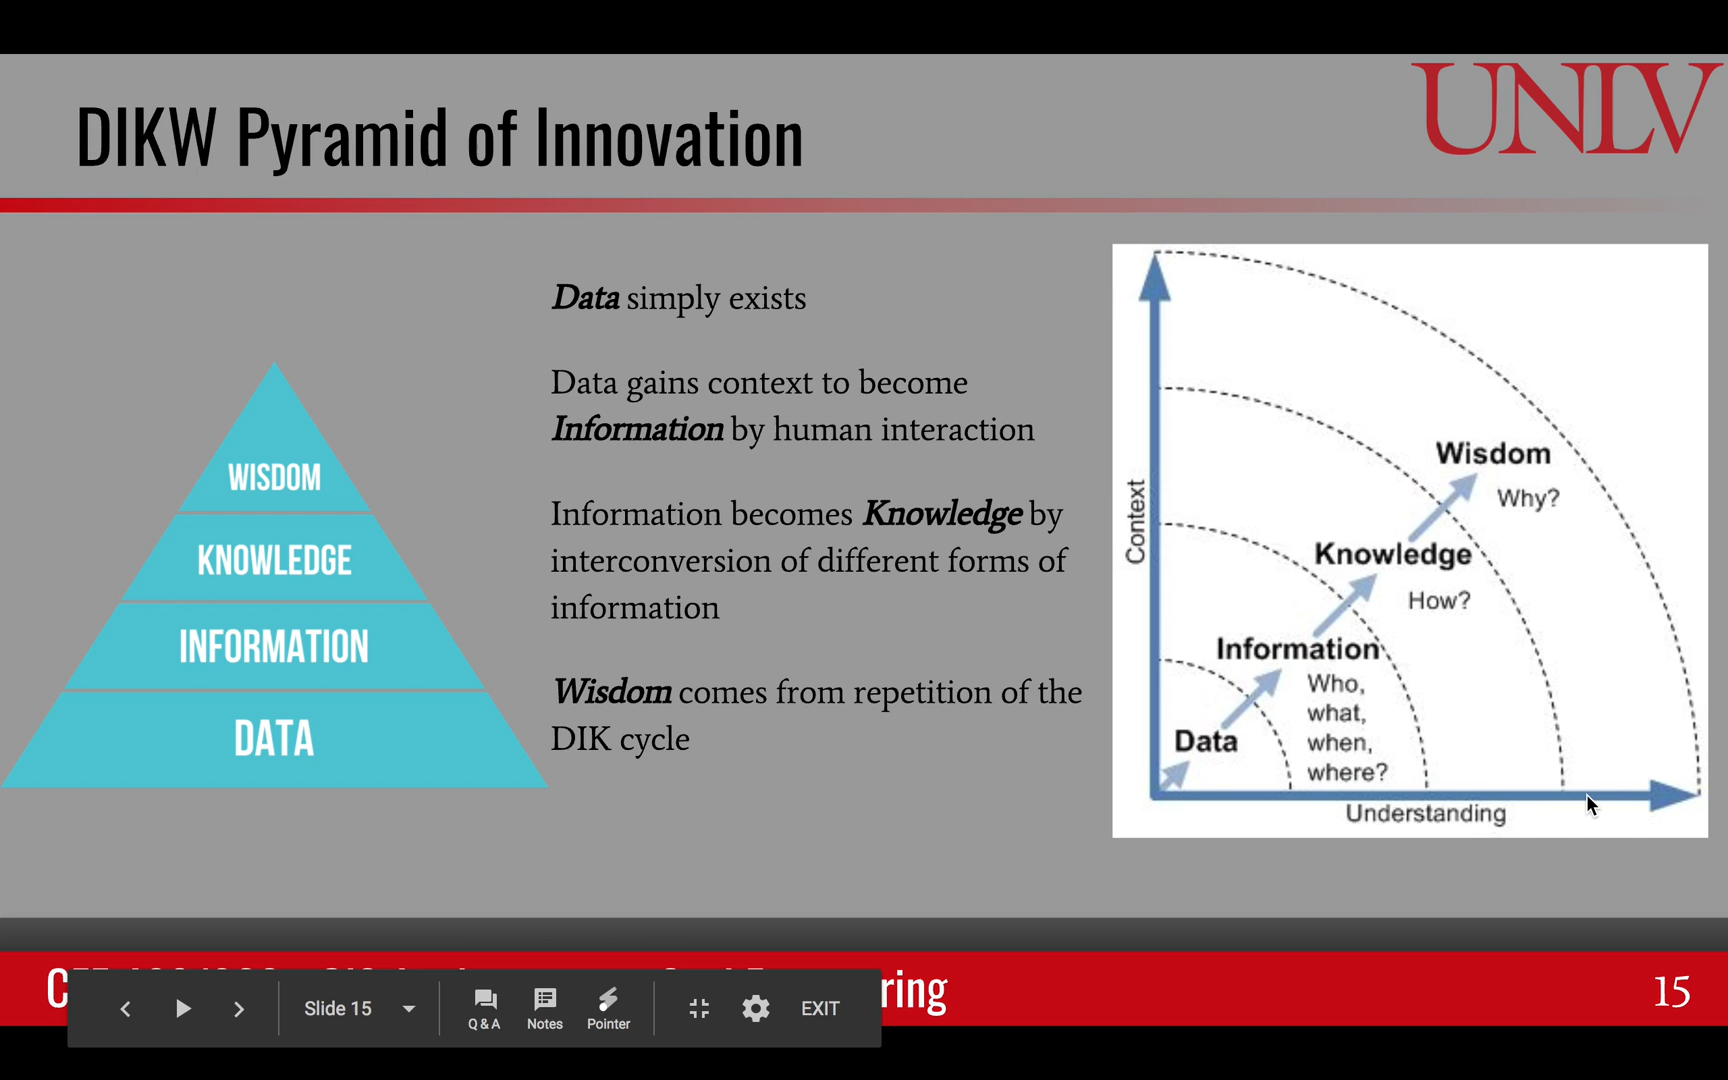 UNLV
DIKW Pyramid of Innovation
WISDOM
KNOWLEDGE
INFORMATION
DATA
Data simply exists
Data gains context to become
Information by human interaction
Information becomes Knowledge by
interconversion of different forms of
information
Wisdom comes from repetition of the
DIK cycle
Context
Wisdom
Why?
Knowledge
How?
Information
Who,
what,
when,
where?
Data
Understanding
ring
15
Slide 15
Q & A
Notes
Pointer
EXIT